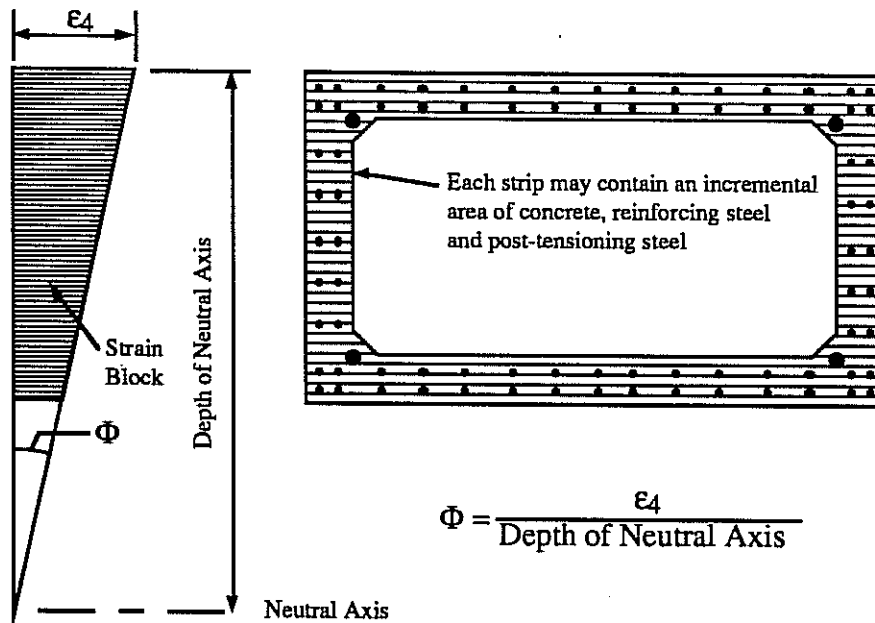 ε4
Depth of Neutral Axis
Each strip may contain an incremental
area of concrete, reinforcing steel
and post-tensioning steel
Strain
Block
Φ
Φ = ε4 / Depth of Neutral Axis
Neutral Axis